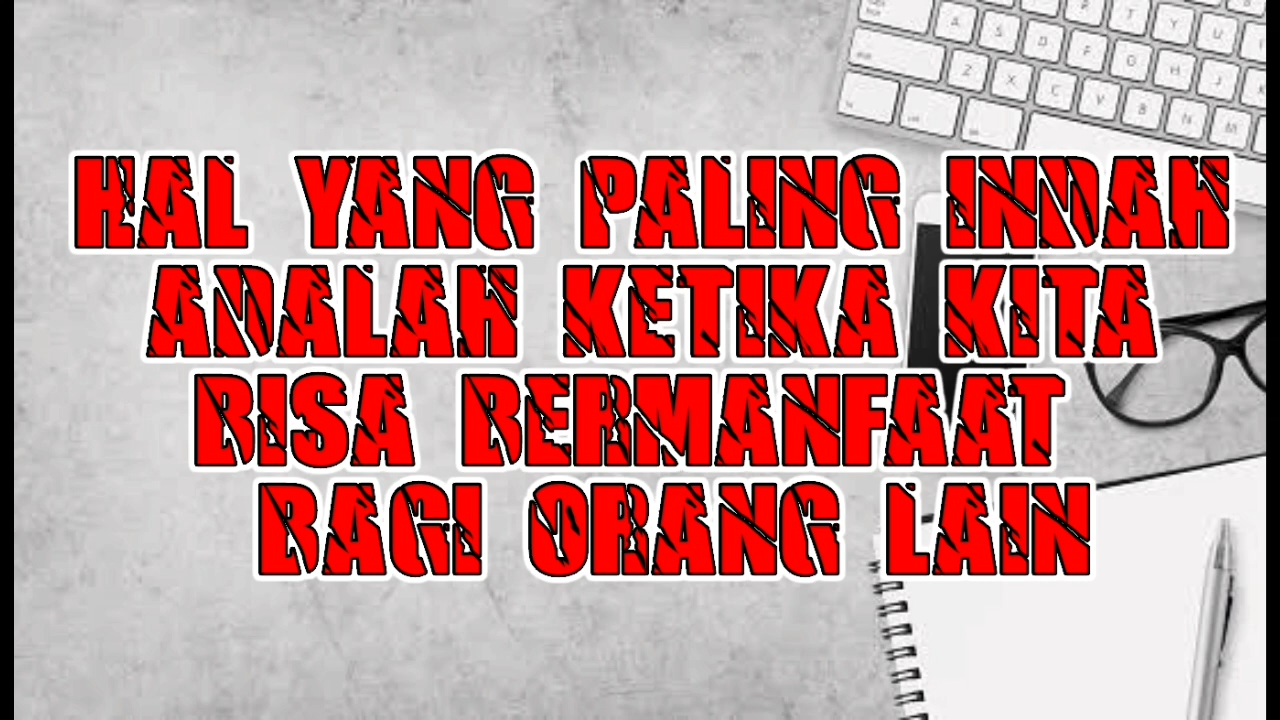 HAL YANG PALING INDAH
ADALAH KETIKA KITA
BISA BERMANFAAT
BAGI ORANG LAIN